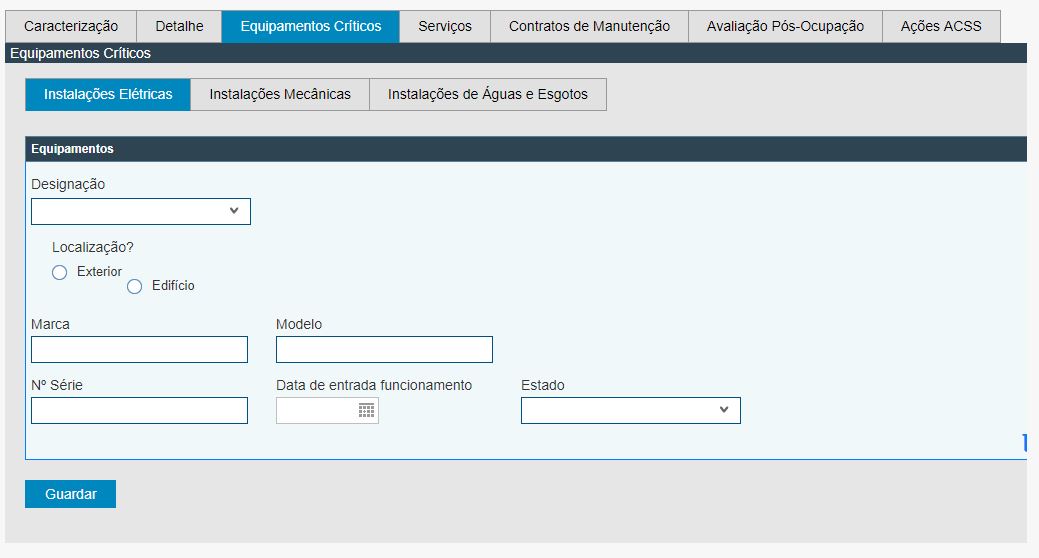 Caracterização Detalhe Equipamentos Críticos Serviços Contratos de Manutenção Avaliação Pós-Ocupação Ações ACSS
Equipamentos Críticos
Instalações Elétricas Instalações Mecânicas Instalações de Águas e Esgotos
Equipamentos
Designação
Localização?
Exterior
Edifício
Marca Modelo
Nº Série Data de entrada funcionamento Estado
Guardar